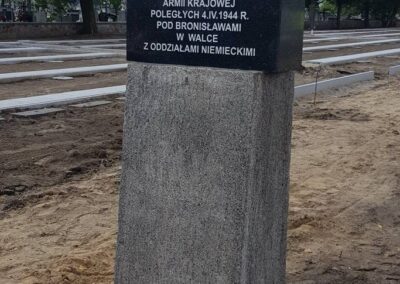 ARMII KRAJOWEJ
POLEGŁYCH 4.IV.1944 R.
POD BRONISŁAWAMI
W WALCE
Z ODDZIAŁAMI NIEMIECKIMI